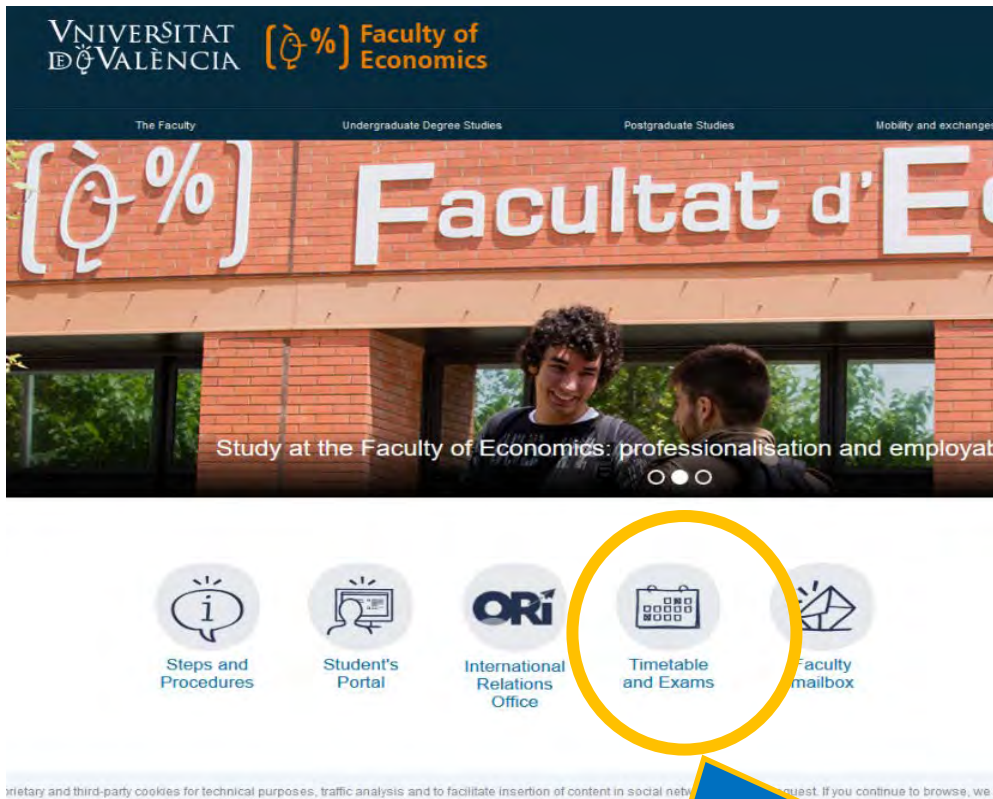 VNIVERSITAT
DE VALÈNCIA
[è%] Faculty of
Economics
The Faculty
Undergraduate Degree Studies
Postgraduate Studies
Mobility and exchanges
[è%] Facultat d'Ec
Study at the Faculty of Economics: professionalisation and employab
i
ORi
Steps and
Procedures
Student's
Portal
International
Relations
Office
Timetable
and Exams
Faculty
mailbox
prietary and third-party cookies for technical purposes, traffic analysis and to facilitate insertion of content in social netw quest. If you continue to browse, we